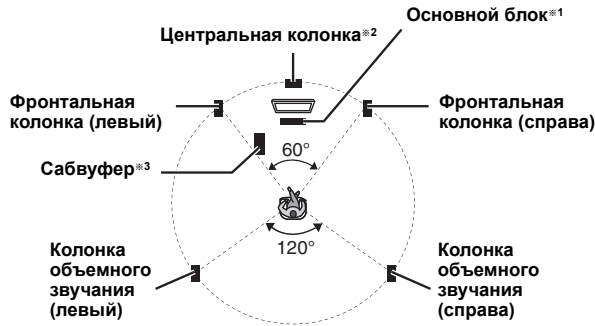 Основной блок※1
Центральная колонка※2
Фронтальная
колонка (левый)
Фронтальная
колонка (справа)
Сабвуфер※3
60°
120°
Колонка
объемного
звучания
(левый)
Колонка
объемного
звучания
(справа)